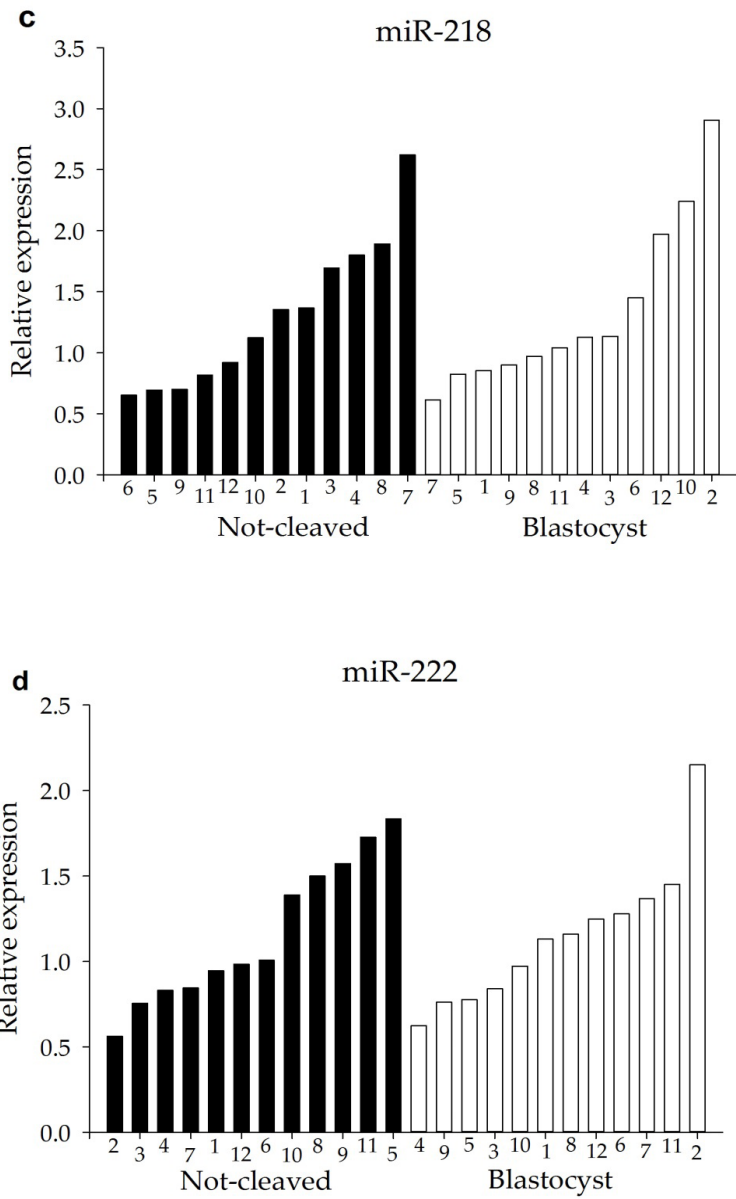 c
miR-218
3.5
3.0
2.5
2.0
1.5
1.0
0.5
0.0
Relative expression
6 5 9 11 12 10 2 1 3 4 8 7 7 5 1 9 8 11 4 3 6 12 10 2
Not-cleaved Blastocyst
d
miR-222
2.5
2.0
1.5
1.0
0.5
0.0
Relative expression
2 3 4 7 1 12 6 10 8 9 11 5 4 9 5 3 10 1 8 12 6 7 11 2
Not-cleaved Blastocyst